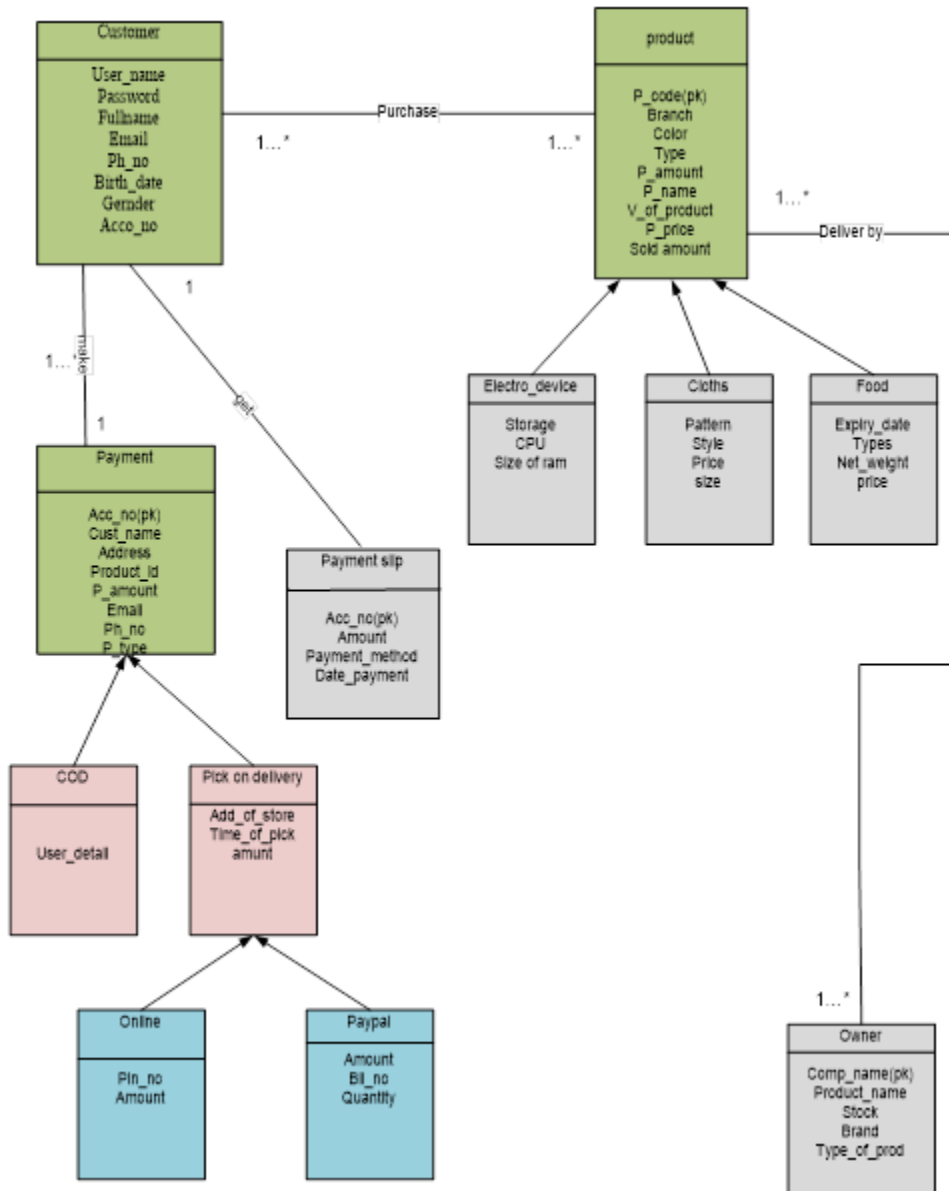 Customer
User_name
Password
Fullname
Email
Ph_no
Birth_date
Gernder
Acco_no
Purchase
1...*
1...*
product
P_code(pk)
Branch
Color
Type
P_amount
P_name
V_of_product
P_price
Sold amount
1...*
Deliver by
1
make
1...*
1
get
Electro_device
Storage
CPU
Size of ram
Cloths
Pattern
Style
Price
size
Food
Expiry_date
Types
Net_weight
price
Payment
Acc_no(pk)
Cust_name
Address
Product_id
P_amount
Email
Ph_no
P_type
Payment slip
Acc_no(pk)
Amount
Payment_method
Date_payment
COD
User_detail
Pick on delivery
Add_of_store
Time_of_pick
amunt
Online
Pin_no
Amount
Paypal
Amount
Bil_no
Quantity
1...*
Owner
Comp_name(pk)
Product_name
Stock
Brand
Type_of_prod